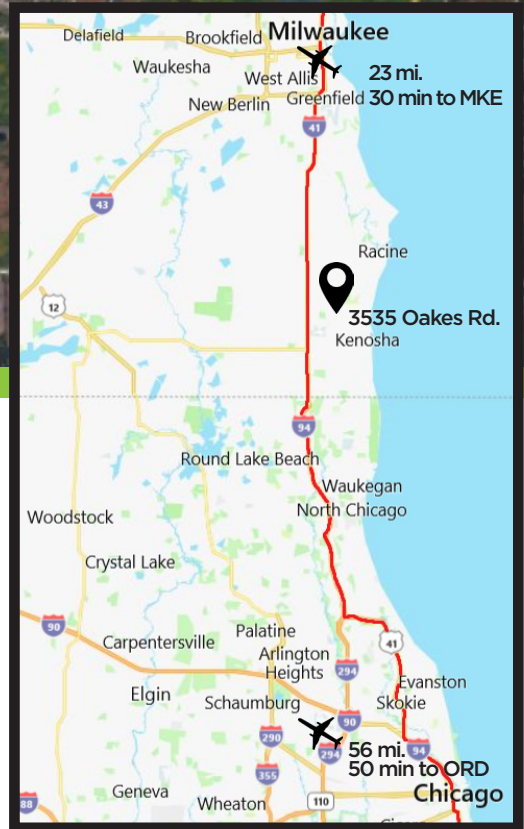 Delafield
Brookfield
Milwaukee
Waukesha
West Allis
23 mi.
New Berlin
Greenfield
30 min to MKE
41
43
Racine
12
3535 Oakes Rd.
Kenosha
94
Round Lake Beach
Waukegan
Woodstock
North Chicago
Crystal Lake
90
Carpentersville
Palatine
41
Arlington
Heights
294
Evanston
Elgin
Schaumburg
Skokie
90
290
294
56 mi.
94
50 min to ORD
355
Geneva
Chicago
88
Wheaton
110